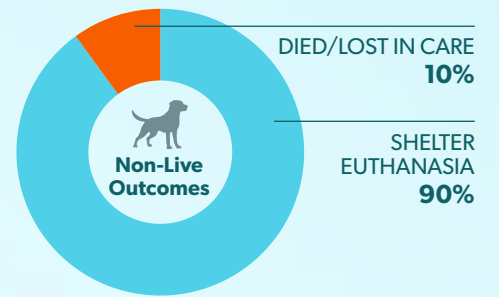 DIED/LOST IN CARE
10%
Non-Live
Outcomes
SHELTER
EUTHANASIA
90%